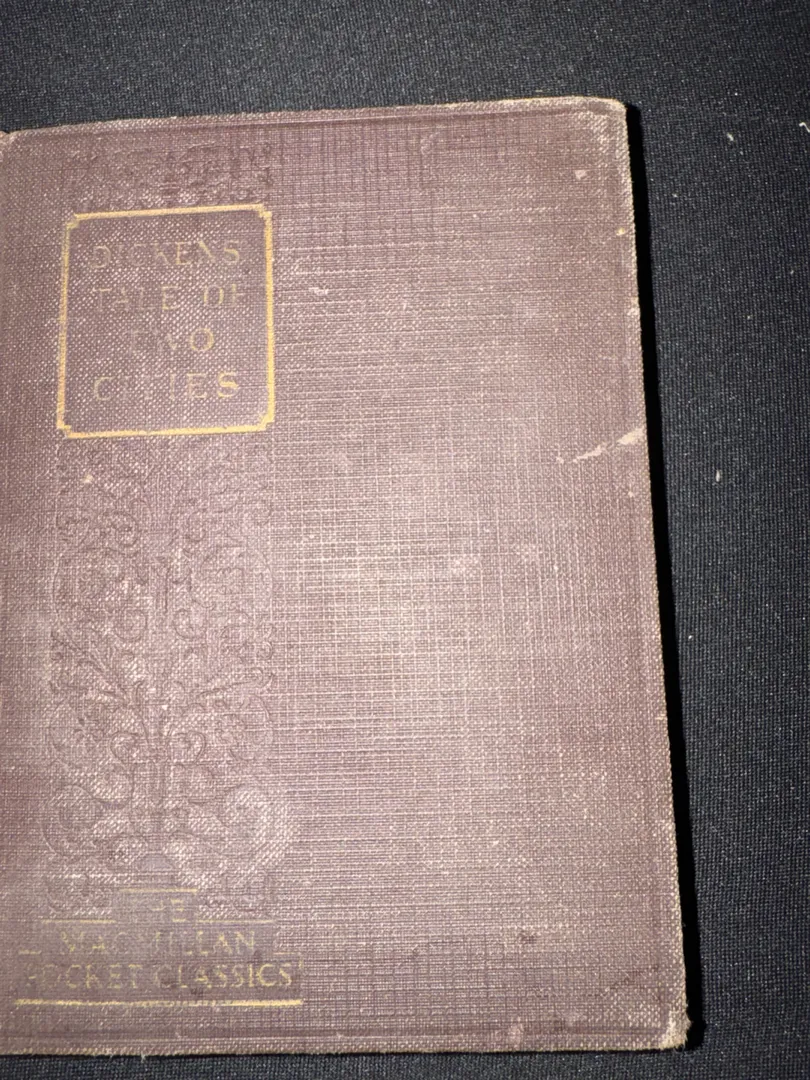 DICKENS
TALE OF
TWO
CITIES
THE
MACMILLAN
POCKET CLASSICS